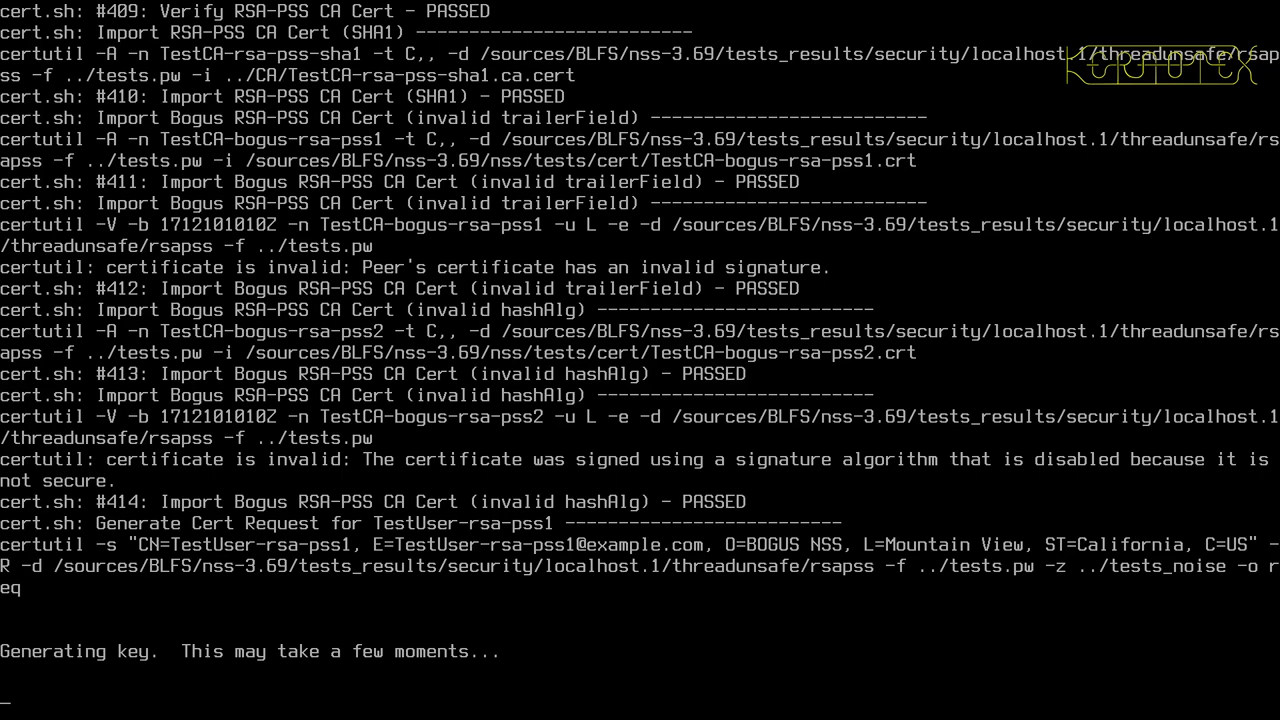 cert.sh: #409: Verify RSA-PSS CA Cert - PASSED
cert.sh: Import RSA-PSS CA Cert (SHA1) --------------------------
certutil -A -n TestCA-rsa-pss-sha1 -t C,, -d /sources/BLFS/nss-3.69/tests_results/security/localhost.1/threadunsafe/rsap
ss -f ../tests.pw -i ../CA/TestCA-rsa-pss-sha1.ca.cert
cert.sh: #410: Import RSA-PSS CA Cert (SHA1) - PASSED
cert.sh: Import Bogus RSA-PSS CA Cert (invalid trailerField) --------------------------
certutil -A -n TestCA-bogus-rsa-pss1 -t C,, -d /sources/BLFS/nss-3.69/tests_results/security/localhost.1/threadunsafe/rs
apss -f ../tests.pw -i /sources/BLFS/nss-3.69/nss/tests/cert/TestCA-bogus-rsa-pss1.crt
cert.sh: #411: Import Bogus RSA-PSS CA Cert (invalid trailerField) - PASSED
cert.sh: Import Bogus RSA-PSS CA Cert (invalid trailerField) --------------------------
certutil -V -b 1712101010Z -n TestCA-bogus-rsa-pss1 -u L -e -d /sources/BLFS/nss-3.69/tests_results/security/localhost.1
/threadunsafe/rsapss -f ../tests.pw
certutil: certificate is invalid: Peer's certificate has an invalid signature.
cert.sh: #412: Import Bogus RSA-PSS CA Cert (invalid trailerField) - PASSED
cert.sh: Import Bogus RSA-PSS CA Cert (invalid hashAlg) --------------------------
certutil -A -n TestCA-bogus-rsa-pss2 -t C,, -d /sources/BLFS/nss-3.69/tests_results/security/localhost.1/threadunsafe/rs
apss -f ../tests.pw -i /sources/BLFS/nss-3.69/nss/tests/cert/TestCA-bogus-rsa-pss2.crt
cert.sh: #413: Import Bogus RSA-PSS CA Cert (invalid hashAlg) - PASSED
cert.sh: Import Bogus RSA-PSS CA Cert (invalid hashAlg) --------------------------
certutil -V -b 1712101010Z -n TestCA-bogus-rsa-pss2 -u L -e -d /sources/BLFS/nss-3.69/tests_results/security/localhost.1
/threadunsafe/rsapss -f ../tests.pw
certutil: certificate is invalid: The certificate was signed using a signature algorithm that is disabled because it is
not secure.
cert.sh: #414: Import Bogus RSA-PSS CA Cert (invalid hashAlg) - PASSED
cert.sh: Generate Cert Request for TestUser-rsa-pss1 --------------------------
certutil -s "CN=TestUser-rsa-pss1, E=TestUser-rsa-pss1@example.com, O=BOGUS NSS, L=Mountain View, ST=California, C=US" -
R -d /sources/BLFS/nss-3.69/tests_results/security/localhost.1/threadunsafe/rsapss -f ../tests.pw -z ../tests_noise -o r
eq
Generating key.  This may take a few moments...